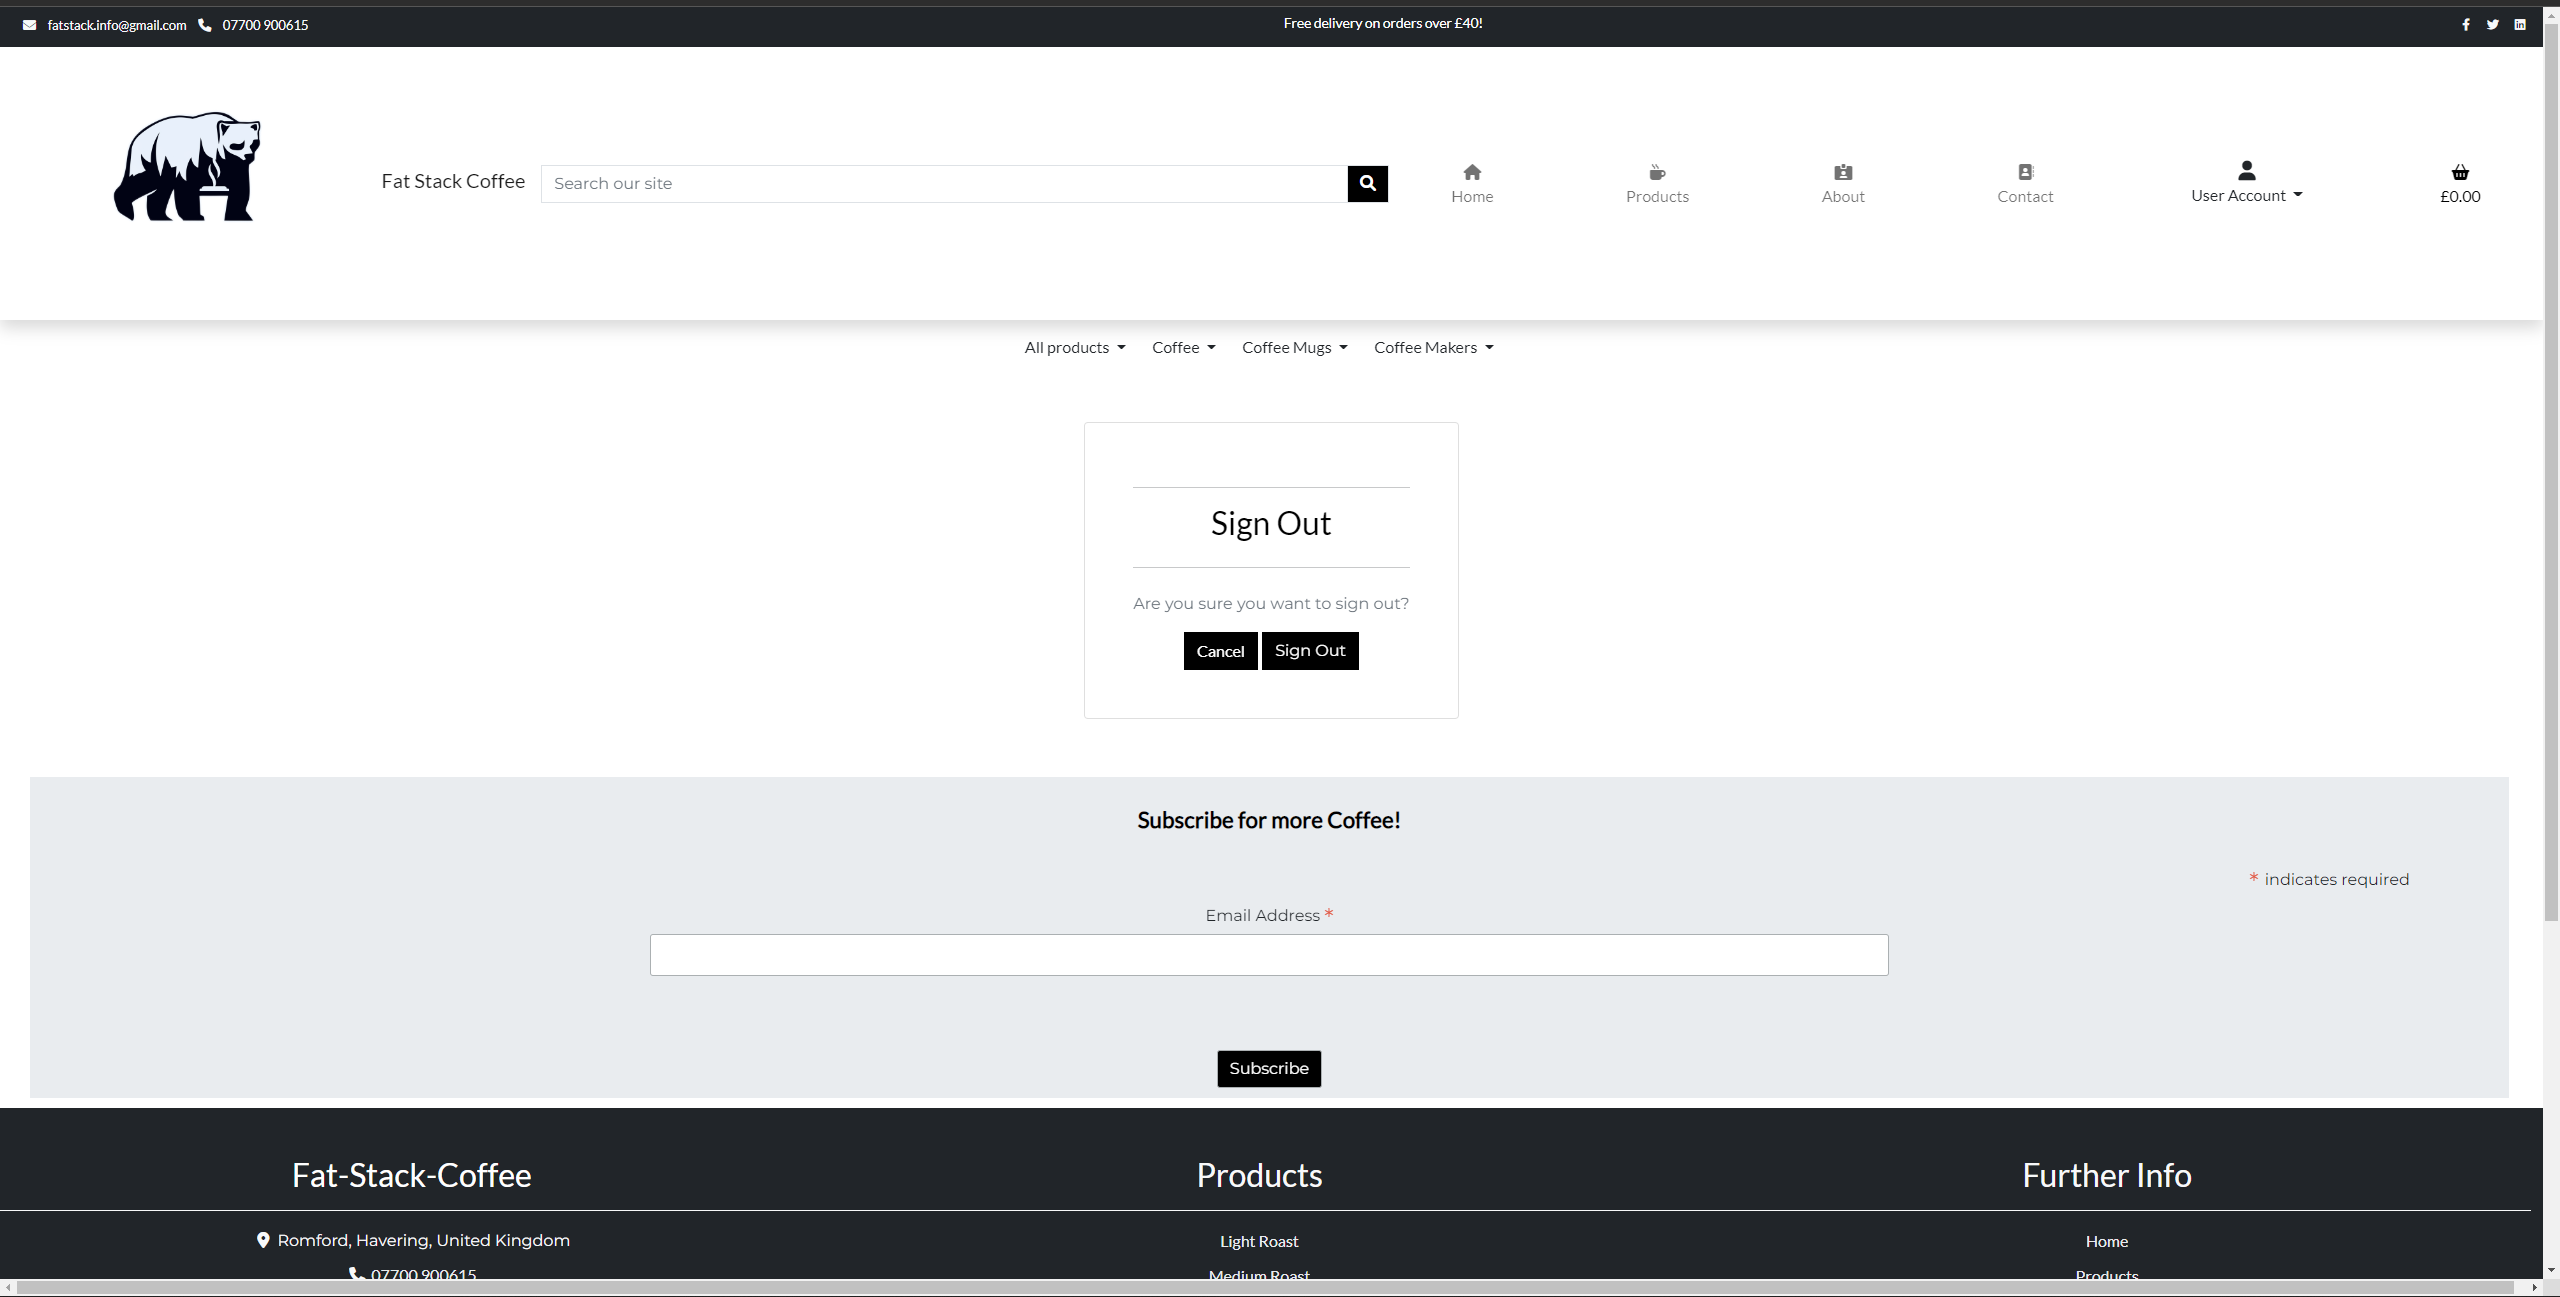 fatstack.info@gmail.com 07700 900615
Free delivery on orders over £40!
Fat Stack Coffee
Search our site
Home
Products
About
Contact
User Account
£0.00
All products
Coffee
Coffee Mugs
Coffee Makers
Sign Out
Are you sure you want to sign out?
Cancel
Sign Out
Subscribe for more Coffee!
* indicates required
Email Address *
Subscribe
Fat-Stack-Coffee
Romford, Havering, United Kingdom
07700 900615
Products
Light Roast
Medium Roast
Further Info
Home
Products